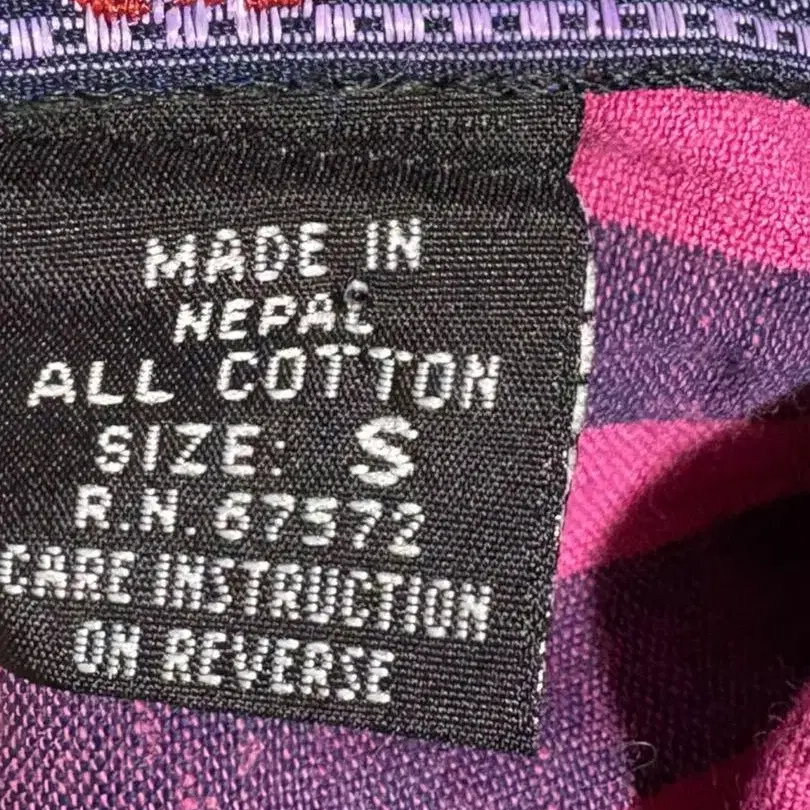 MADE IN
NEPAL
ALL COTTON
SIZE: S
R.N. 67572
CARE INSTRUCTION
ON REVERSE